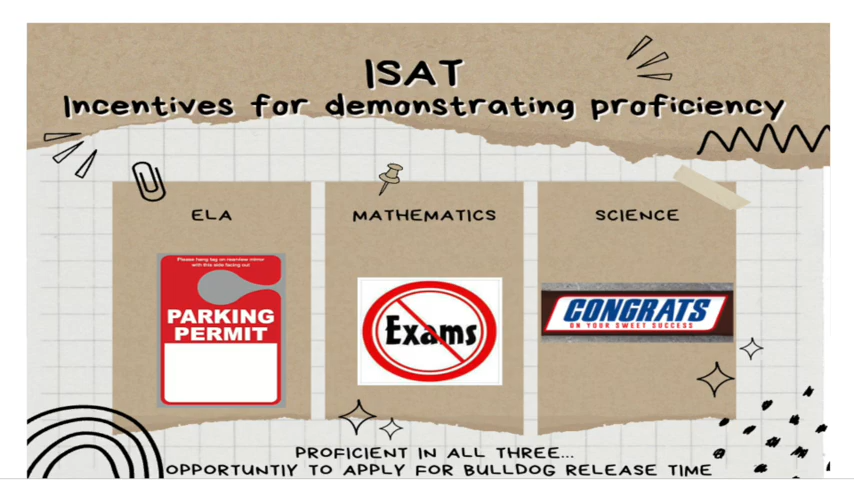 ISAT
Incentives for demonstrating proficiency
ELA
MATHEMATICS
SCIENCE
Please hang tag on rearview mirror
with this side facing out
PARKING
PERMIT
Exams
CONGRATS
ON YOUR SWEET SUCCESS
PROFICIENT IN ALL THREE...
OPPORTUNTIY TO APPLY FOR BULLDOG RELEASE TIME